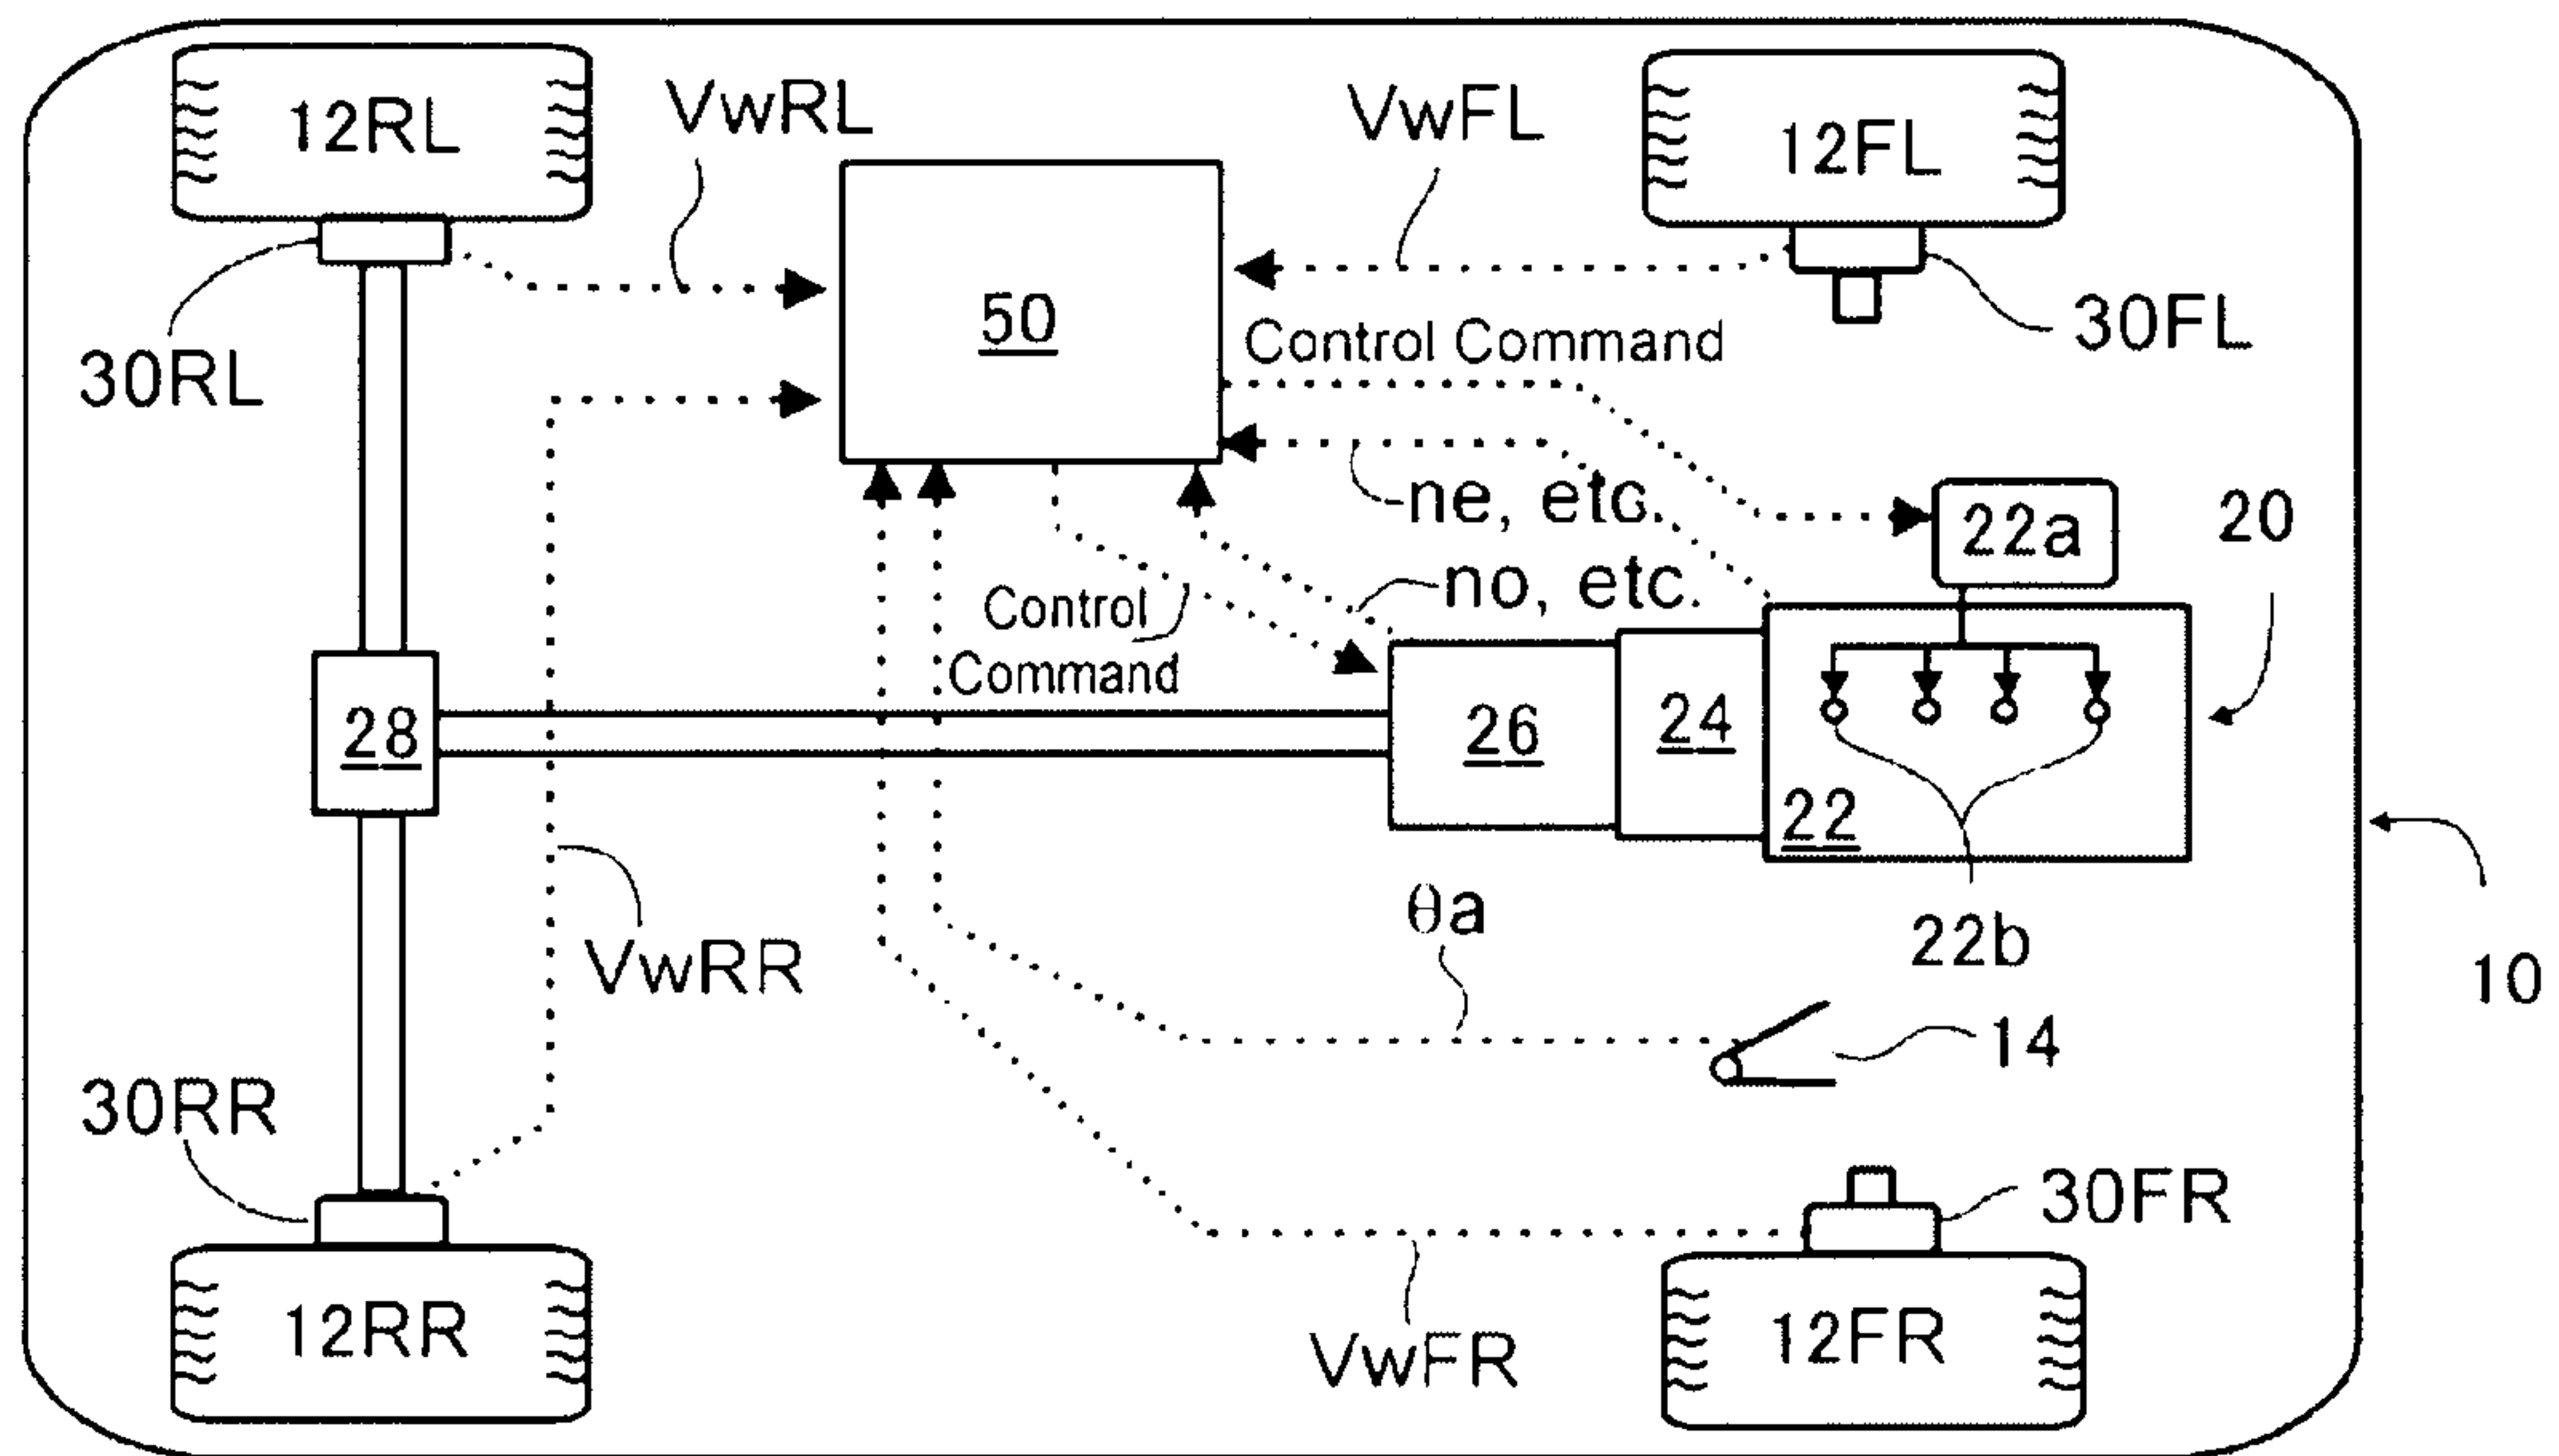 12RL
VwRL
VwFL
12FL
50
30RL
30FL
Control Command
ne, etc.
22a
20
no, etc.
Control
Command
28
26
24
22
22b
θa
VwRR
10
14
30RR
30FR
12RR
VwFR
12FR